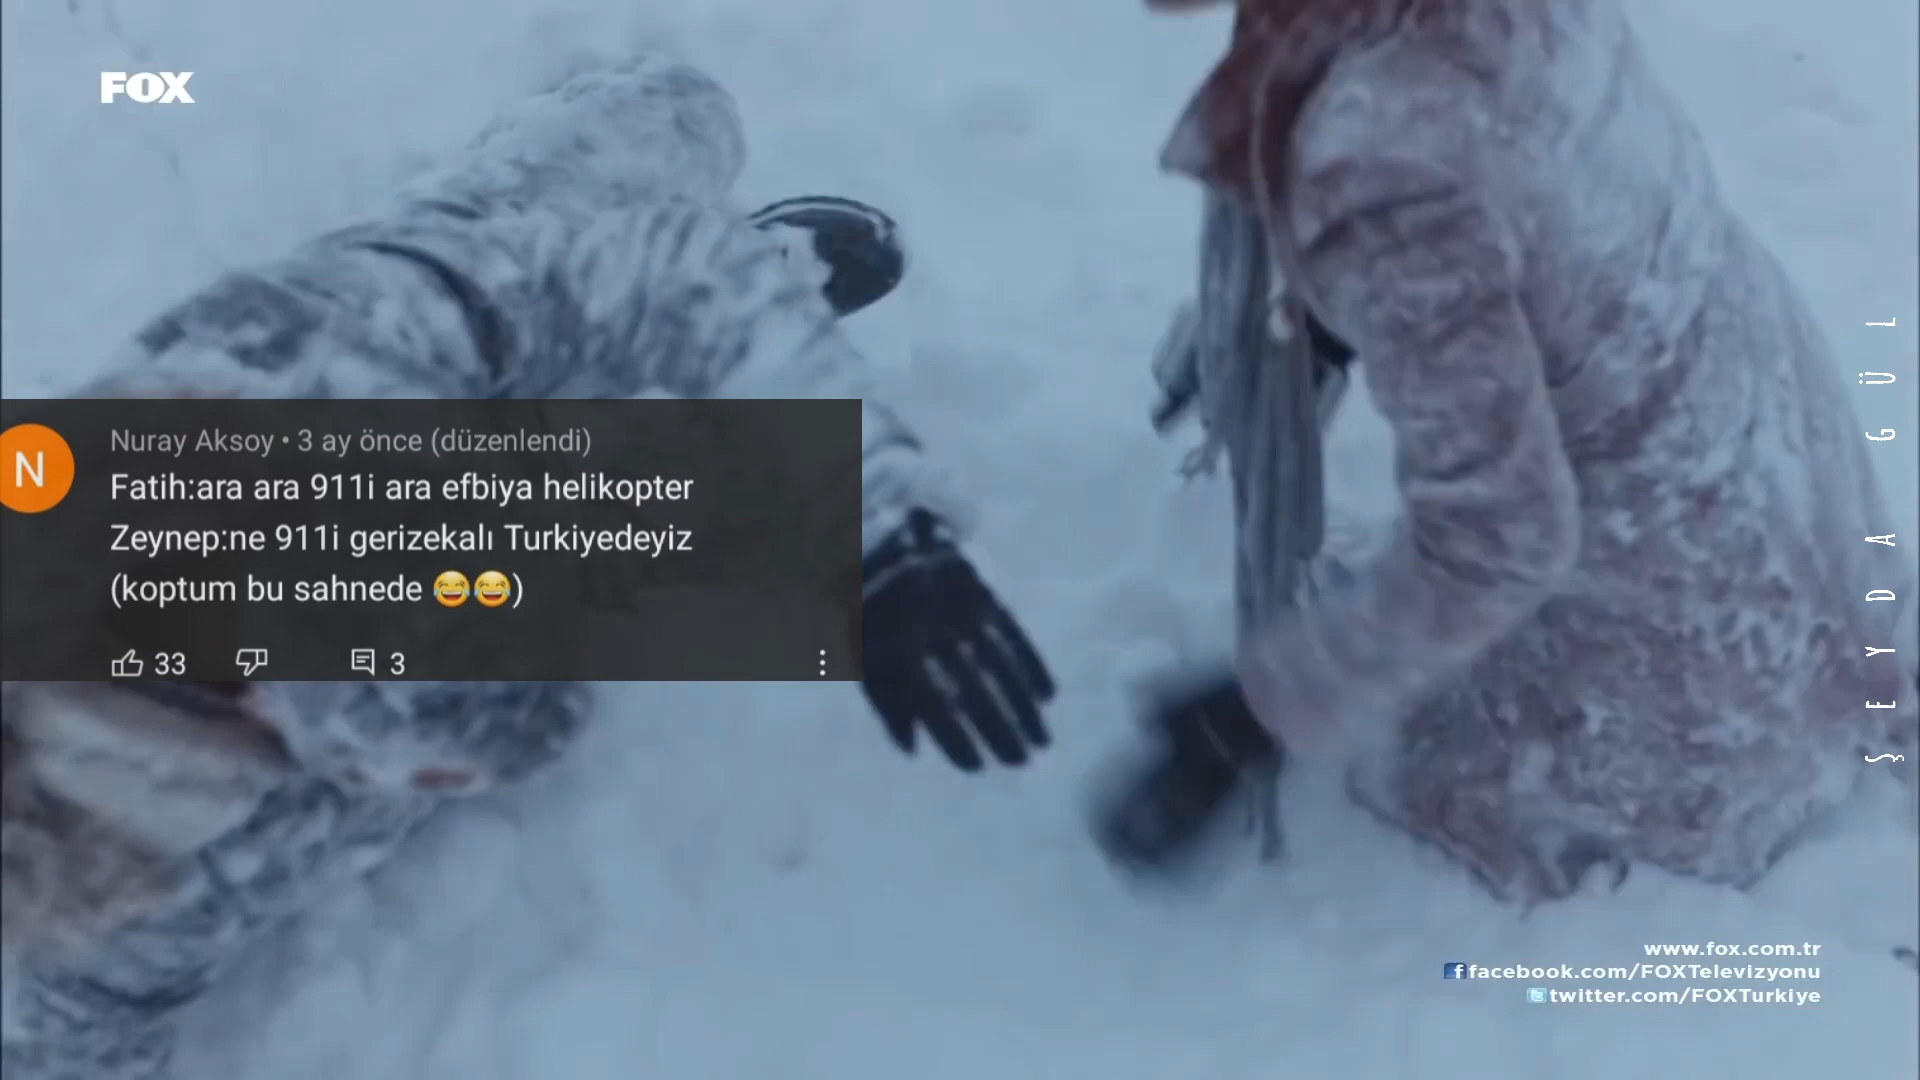 FOX
N
Nuray Aksoy • 3 ay önce (düzenlendi)
Fatih:ara ara 911i ara efbiya helikopter
Zeynep:ne 911i gerizekalı Turkiyedeyiz
(koptum bu sahnede 😂😂)
33
3
ŞEYDA GÜL
www.fox.com.tr
facebook.com/FOXTelevizyonu
twitter.com/FOXTurkiye